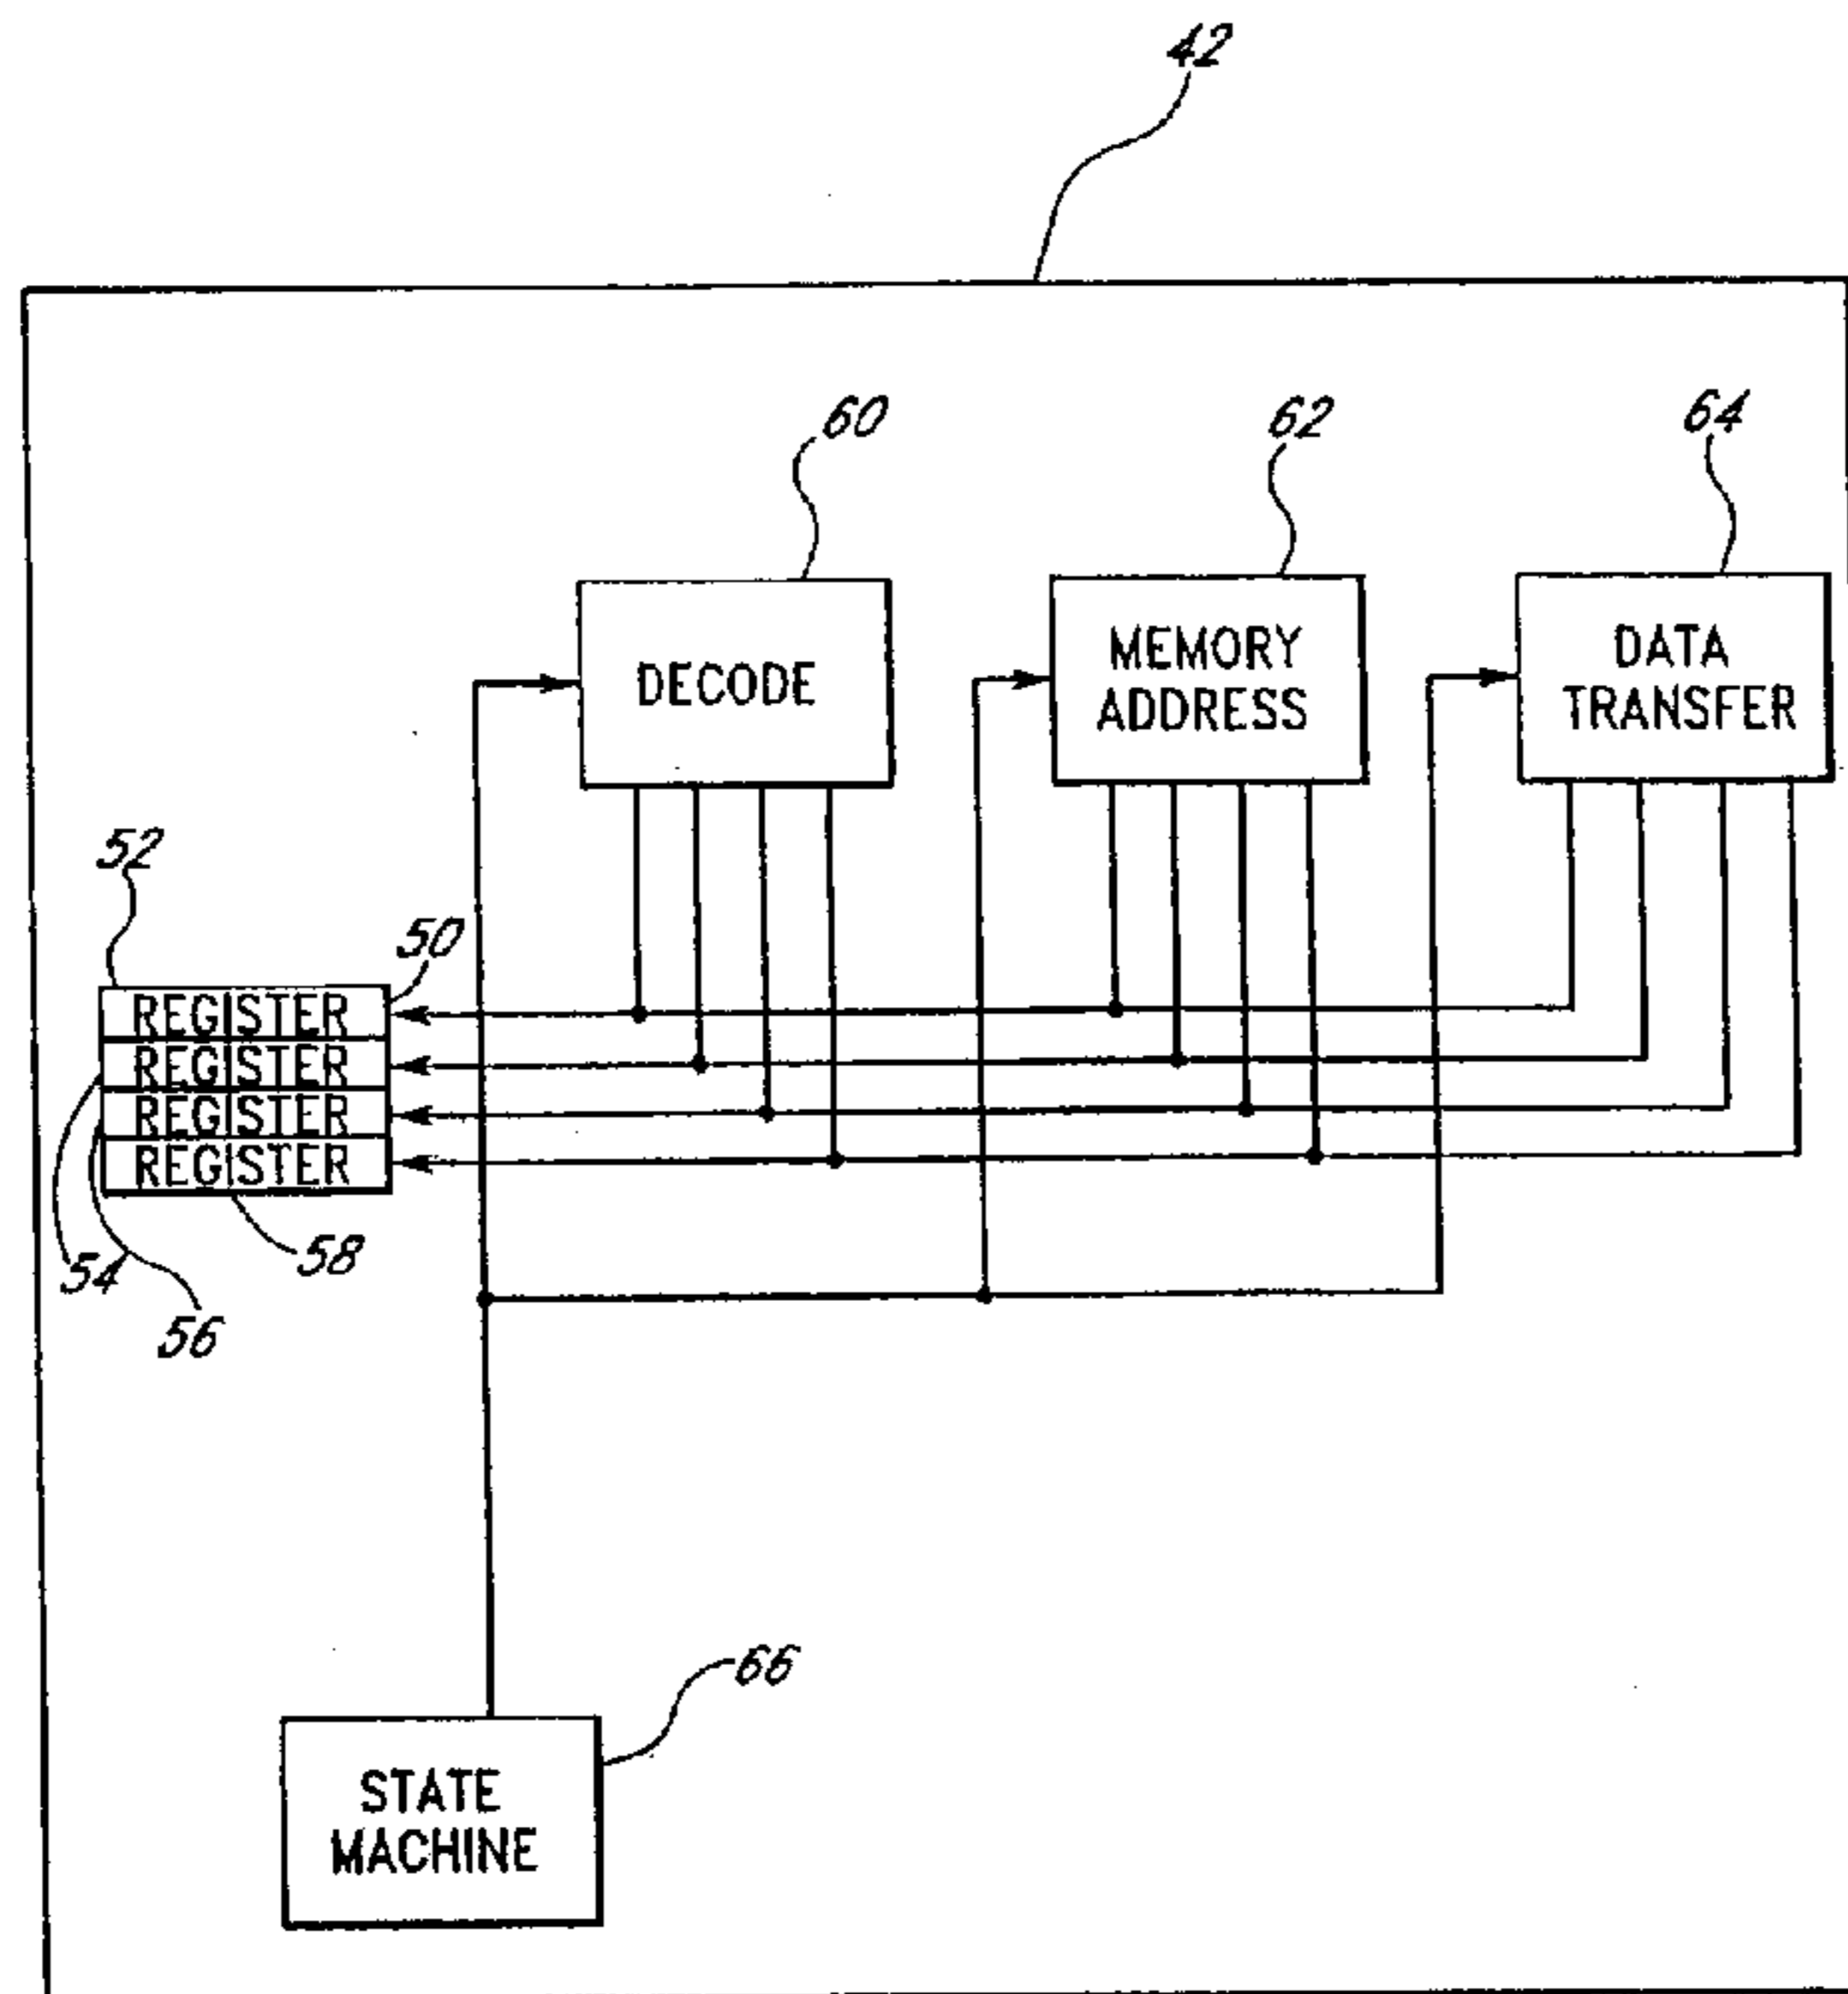 42
60
62
64
DECODE
MEMORY
ADDRESS
DATA
TRANSFER
52
50
REGISTER
REGISTER
REGISTER
REGISTER
54
58
56
66
STATE
MACHINE